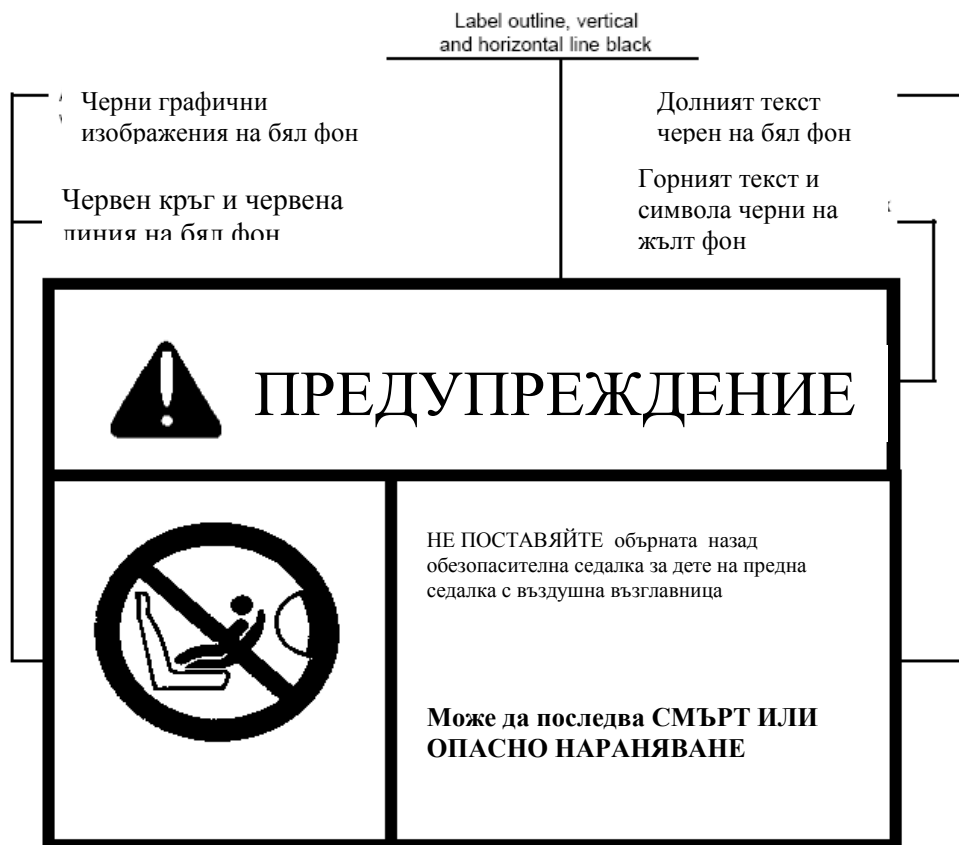 Label outline, vertical
and horizontal line black
Черни графични
изображения на бял фон
Долният текст
черен на бял фон
Червен кръг и червена
линия на бял фон
Горният текст и
символа черни на
жълт фон
ПРЕДУПРЕЖДЕНИЕ
НЕ ПОСТАВЯЙТЕ обърната назад
обезопасителна седалка за дете на предна
седалка с въздушна възглавница
Може да последва СМЪРТ ИЛИ
ОПАСНО НАРАНЯВАНЕ